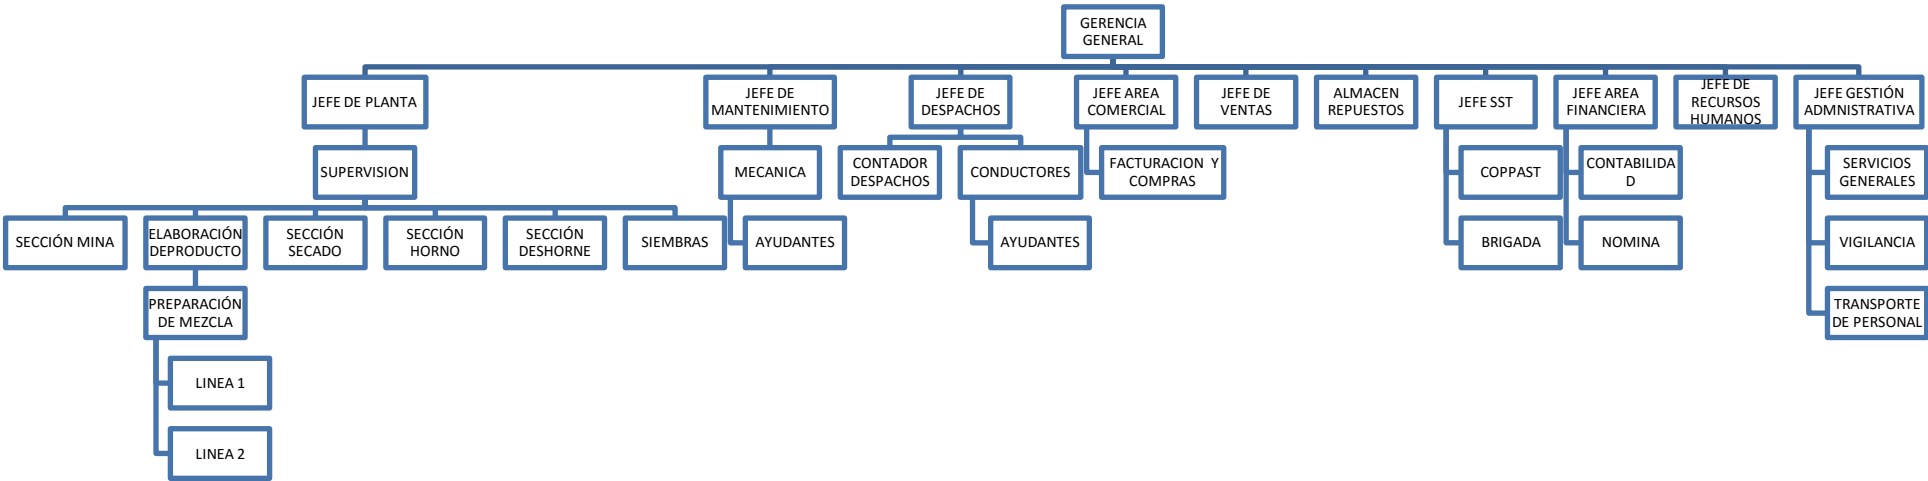 GERENCIA
GENERAL
JEFE DE PLANTA
JEFE DE
MANTENIMIENTO
JEFE DE
DESPACHOS
JEFE AREA
COMERCIAL
JEFE DE
VENTAS
ALMACEN
REPUESTOS
JEFE SST
JEFE AREA
FINANCIERA
JEFE DE
RECURSOS
HUMANOS
JEFE GESTIÓN
ADMNISTRATIVA
SUPERVISION
MECANICA
CONTADOR
DESPACHOS
CONDUCTORES
FACTURACION Y
COMPRAS
COPPAST
CONTABILIDA
D
SERVICIOS
GENERALES
SECCIÓN MINA
ELABORACIÓN
DEPRODUCTO
SECCIÓN
SECADO
SECCIÓN
HORNO
SECCIÓN
DESHORNE
SIEMBRAS
AYUDANTES
AYUDANTES
BRIGADA
NOMINA
VIGILANCIA
PREPARACIÓN
DE MEZCLA
TRANSPORTE
DE PERSONAL
LINEA 1
LINEA 2